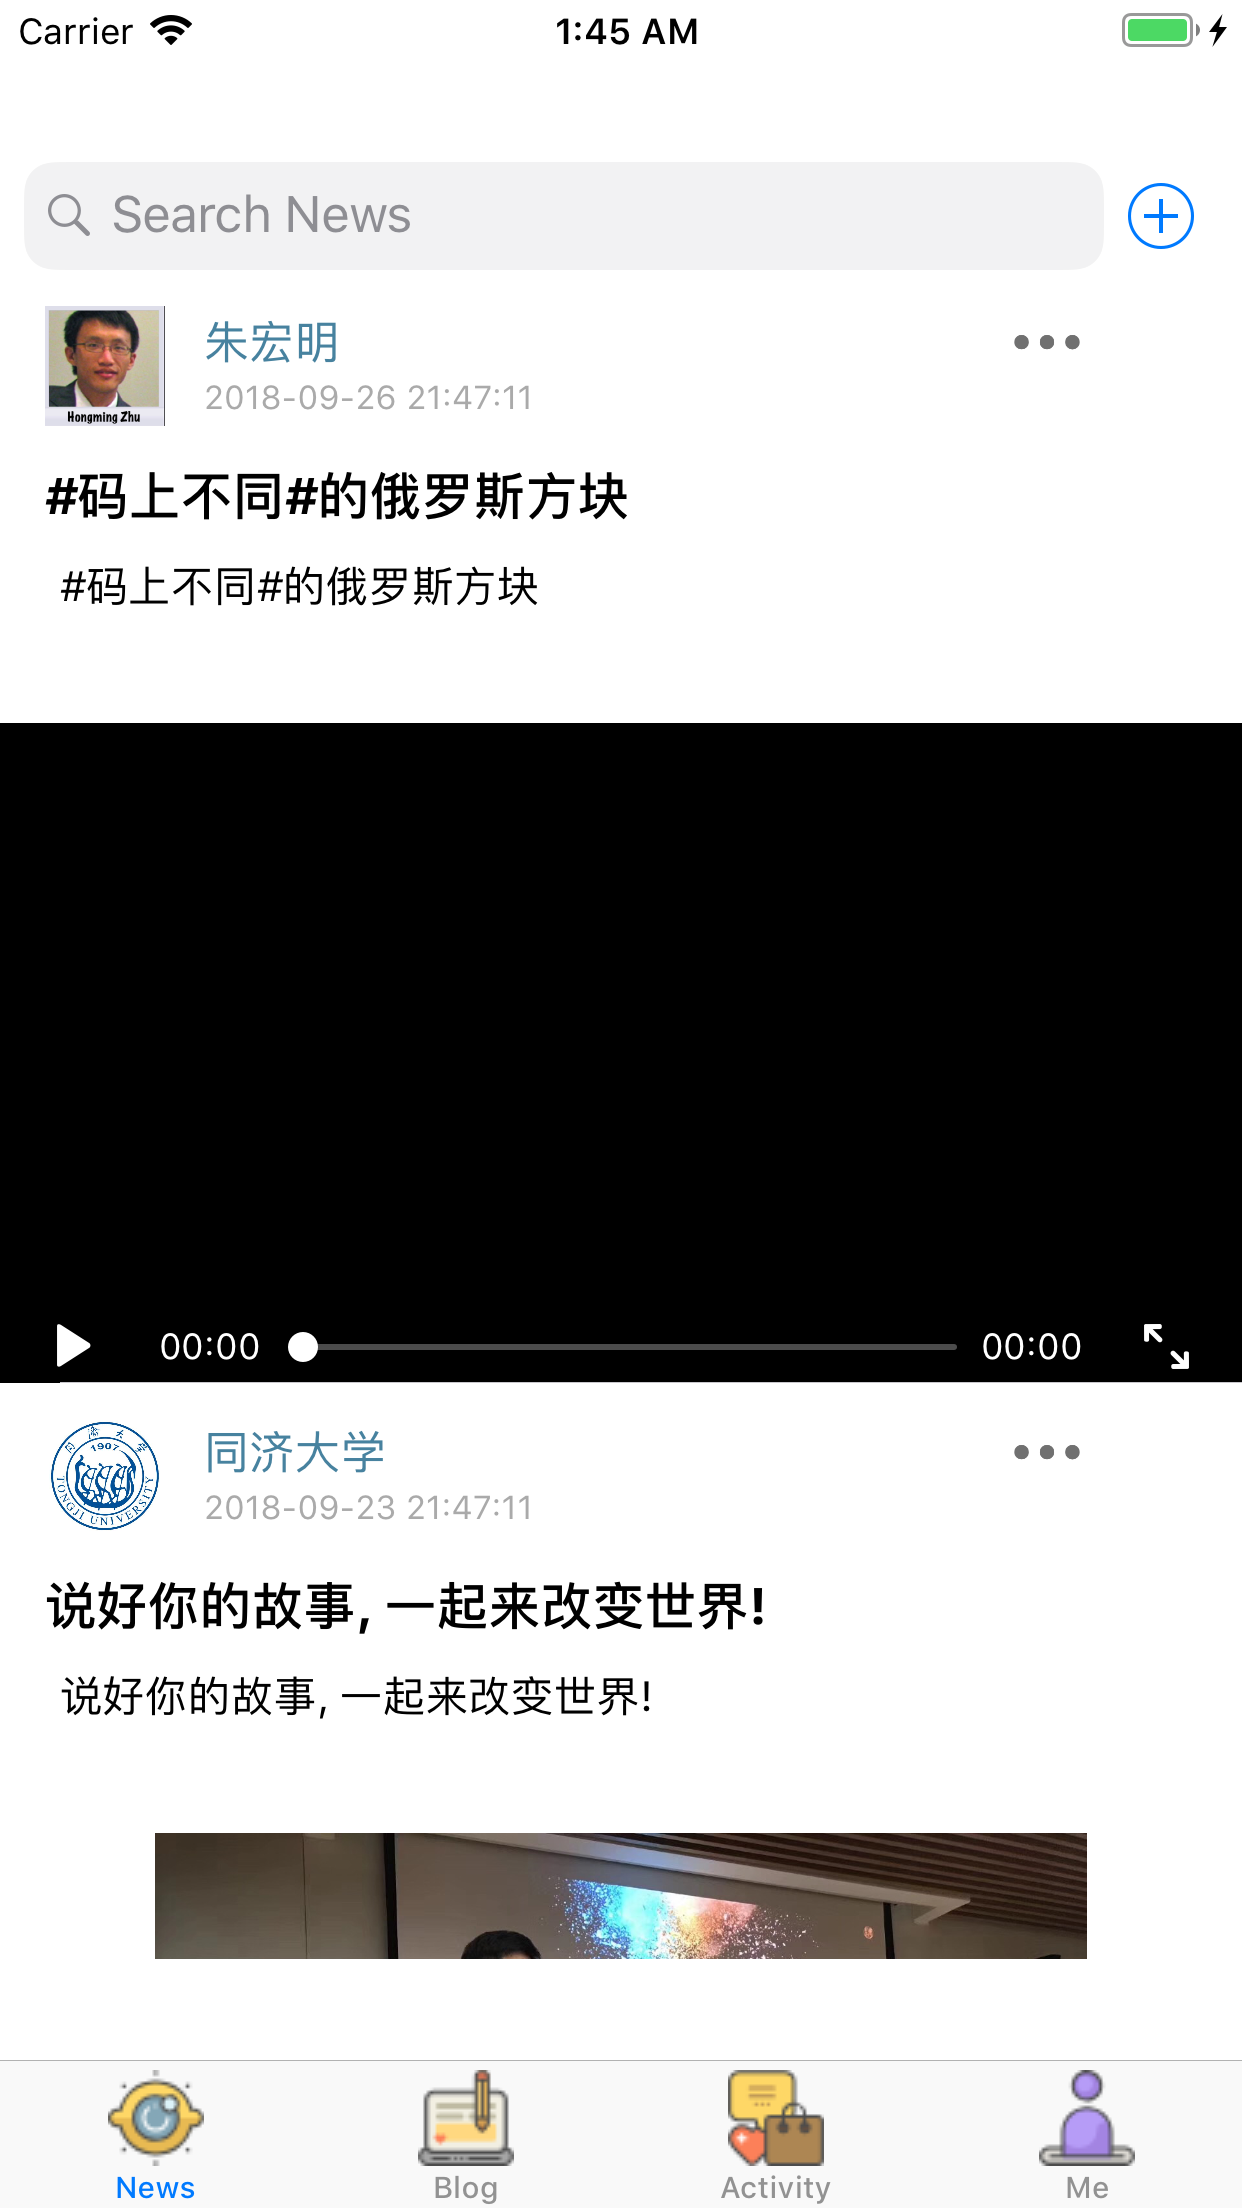 Carrier
1:45 AM
Search News
朱宏明
2018-09-26 21:47:11
Hongming Zhu
#码上不同#的俄罗斯方块
#码上不同#的俄罗斯方块
00:00
00:00
同济大学
1907
TONGJI UNIVERSITY
2018-09-23 21:47:11
说好你的故事, 一起来改变世界!
说好你的故事, 一起来改变世界!
News
Blog
Activity
Me